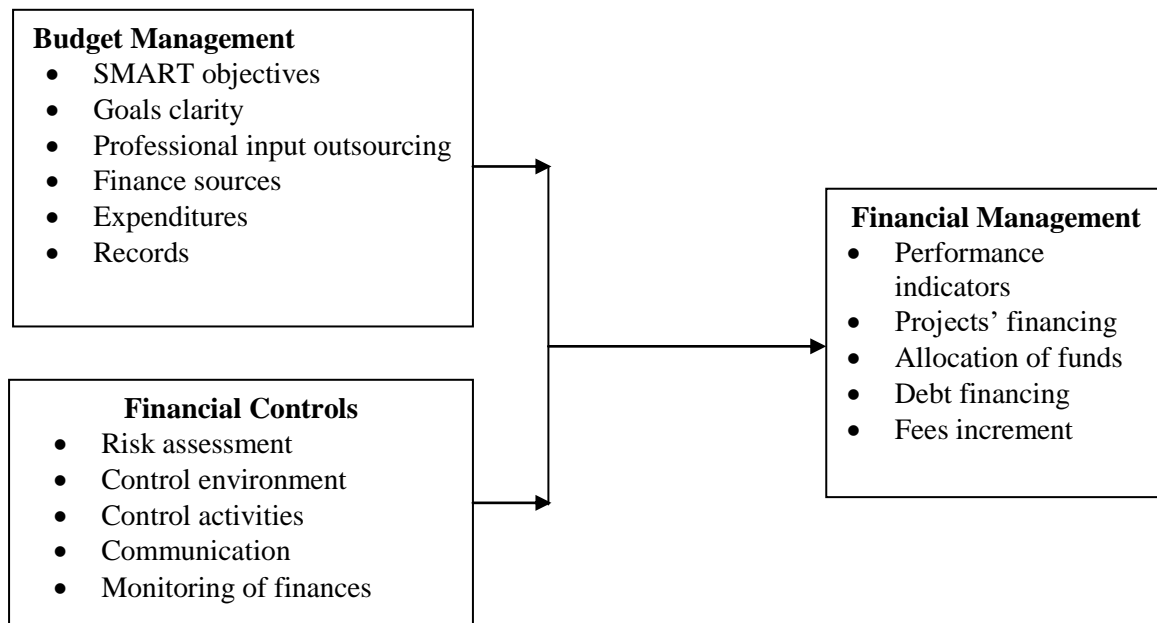 Budget Management
• SMART objectives
• Goals clarity
• Professional input outsourcing
• Finance sources
• Expenditures
• Records
Financial Controls
• Risk assessment
• Control environment
• Control activities
• Communication
• Monitoring of finances
Financial Management
• Performance
indicators
• Projects’ financing
• Allocation of funds
• Debt financing
• Fees increment